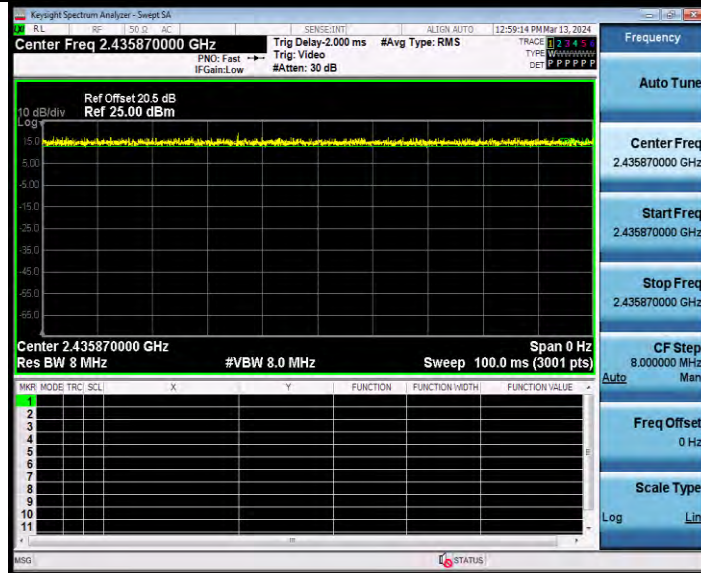 Keysight Spectrum Analyzer - Swept SA
RL RF 50 Ω AC SENSE:INT ALIGN AUTO 12:59:14 PM Mar 13, 2024
Center Freq 2.435870000 GHz
PNO: Fast
IFGain:Low
Trig Delay-2.000 ms
Trig: Video
#Atten: 30 dB
#Avg Type: RMS
TRACE 1 2 3 4 5 6
TYPE
DET P P P P P P
Ref Offset 20.5 dB
10 dB/div Ref 25.00 dBm
Log
15.0
5.00
-5.00
-15.0
-25.0
-35.0
-45.0
-55.0
-65.0
Center 2.435870000 GHz Span 0 Hz
Res BW 8 MHz #VBW 8.0 MHz Sweep 100.0 ms (3001 pts)
MKR MODE TRC SCL X Y FUNCTION FUNCTION WIDTH FUNCTION VALUE
1
2
3
4
5
6
7
8
9
10
11
MSG STATUS
Frequency
Auto Tune
Center Freq
2.435870000 GHz
Start Freq
2.435870000 GHz
Stop Freq
2.435870000 GHz
CF Step
8.000000 MHz
Auto Man
Freq Offset
0 Hz
Scale Type
Log Lin